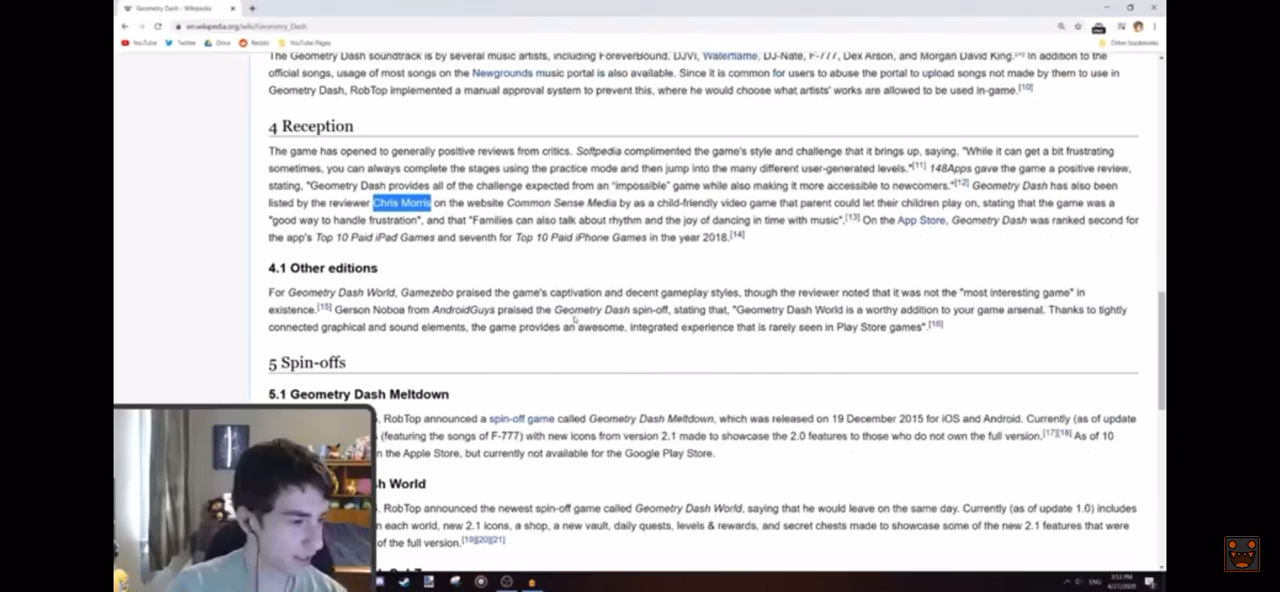 Geometry Dash - Wikipedia
en.wikipedia.org/wiki/Geometry_Dash
YouTube Twitter Drive Reddit YouTube Pages Other bookmarks
The Geometry Dash soundtrack is by several music artists, including ForeverBound, DJVI, Waterflame, DJ-Nate, F-777, Dex Arson, and Morgan David King. In addition to the
official songs, usage of most songs on the Newgrounds music portal is also available. Since it is common for users to abuse the portal to upload songs not made by them to use in
Geometry Dash, RobTop implemented a manual approval system to prevent this, where he would choose what artists' works are allowed to be used in-game.[10]
4 Reception
The game has opened to generally positive reviews from critics. Softpedia complimented the game's style and challenge that it brings up, saying, "While it can get a bit frustrating
sometimes, you can always complete the stages using the practice mode and then jump into the many different user-generated levels."[11] 148Apps gave the game a positive review,
stating, "Geometry Dash provides all of the challenge expected from an "impossible" game while also making it more accessible to newcomers."[12] Geometry Dash has also been
listed by the reviewer Chris Morris on the website Common Sense Media by as a child-friendly video game that parent could let their children play on, stating that the game was a
"good way to handle frustration", and that "Families can also talk about rhythm and the joy of dancing in time with music".[13] On the App Store, Geometry Dash was ranked second for
the app's Top 10 Paid iPad Games and seventh for Top 10 Paid iPhone Games in the year 2018.[14]
4.1 Other editions
For Geometry Dash World, Gamezebo praised the game's captivation and decent gameplay styles, though the reviewer noted that it was not the "most interesting game" in
existence.[15] Gerson Noboa from AndroidGuys praised the Geometry Dash spin-off, stating that, "Geometry Dash World is a worthy addition to your game arsenal. Thanks to tightly
connected graphical and sound elements, the game provides an awesome, integrated experience that is rarely seen in Play Store games".[16]
5 Spin-offs
5.1 Geometry Dash Meltdown
, RobTop announced a spin-off game called Geometry Dash Meltdown, which was released on 19 December 2015 for iOS and Android. Currently (as of update
(featuring the songs of F-777) with new icons from version 2.1 made to showcase the 2.0 features to those who do not own the full version.[17][18] As of 10
n the Apple Store, but currently not available for the Google Play Store.
h World
, RobTop announced the newest spin-off game called Geometry Dash World, saying that he would leave on the same day. Currently (as of update 1.0) includes
n each world, new 2.1 icons, a shop, a new vault, daily quests, levels & rewards, and secret chests made to showcase some of the new 2.1 features that were
of the full version.[19][20][21]
ENG
3:53 PM
4/27/2020